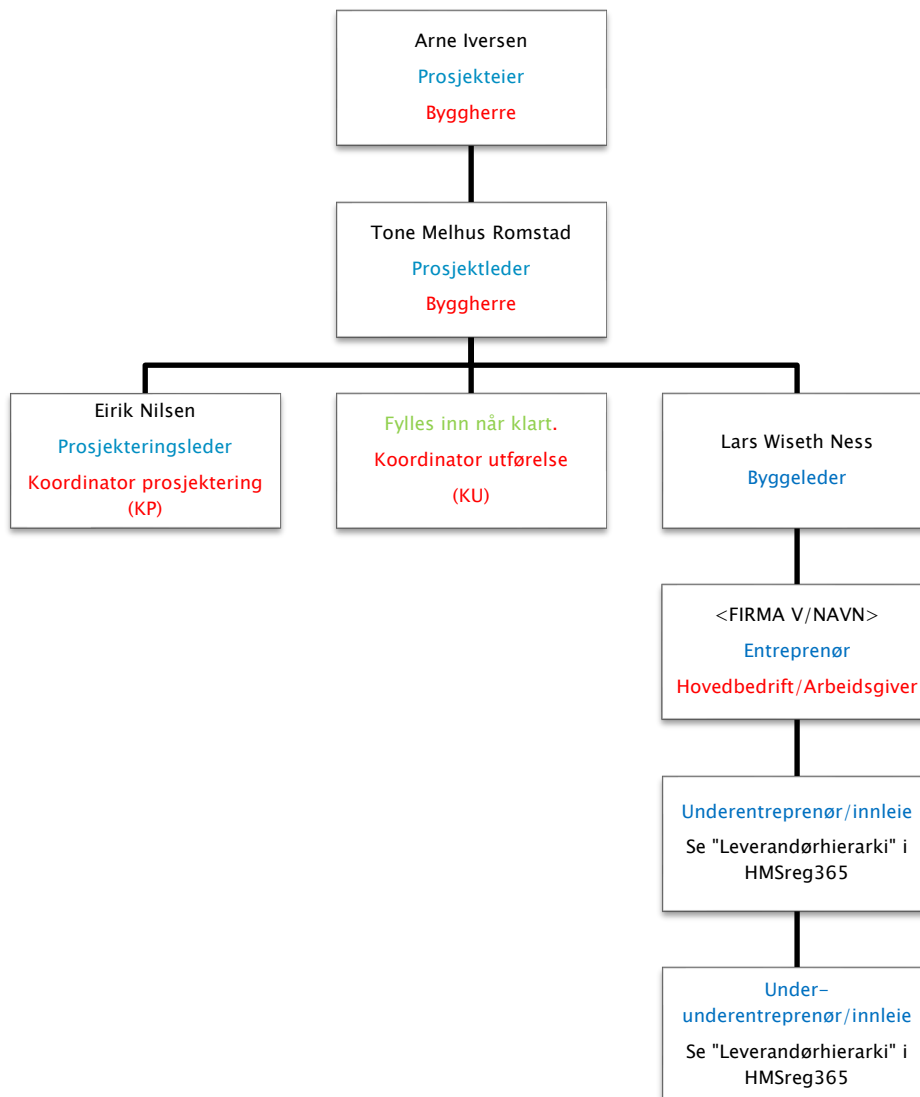 Arne Iversen
Prosjekteier
Byggherre
Tone Melhus Romstad
Prosjektleder
Byggherre
Eirik Nilsen
Prosjekteringsleder
Koordinator prosjektering
(KP)
Fylles inn når klart.
Koordinator utførelse
(KU)
Lars Wiseth Ness
Byggeleder
<FIRMA V/NAVN>
Entreprenør
Hovedbedrift/Arbeidsgiver
Underentreprenør/innleie
Se "Leverandørhierarki" i
HMSreg365
Under-
underentreprenør/innleie
Se "Leverandørhierarki" i
HMSreg365